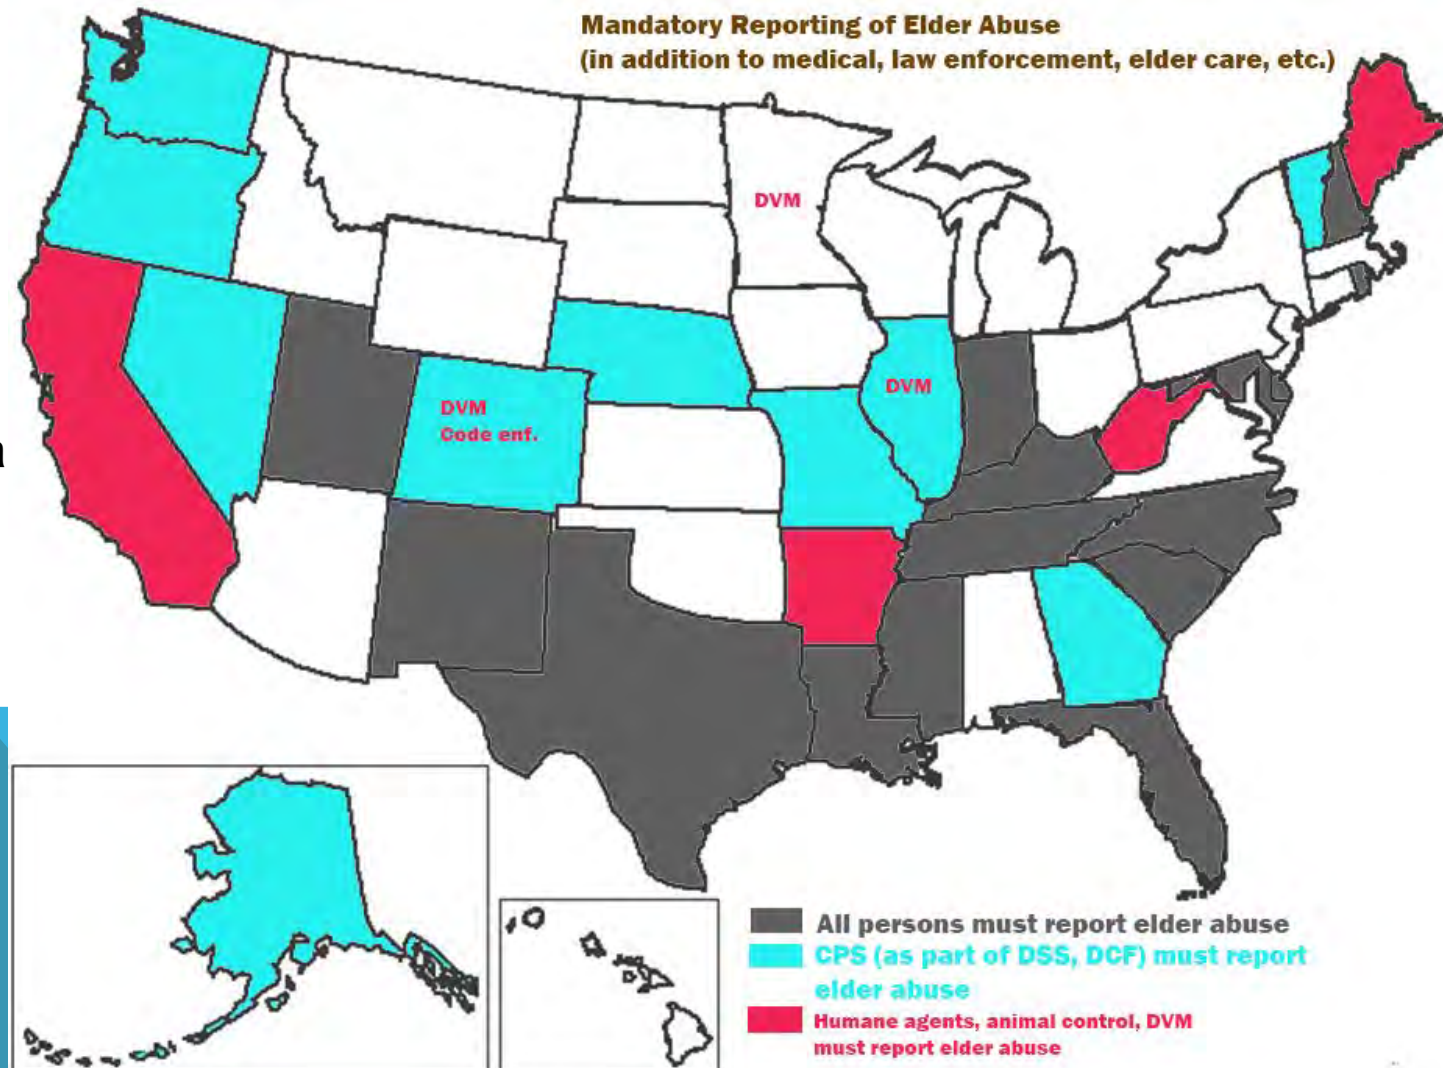 Mandatory Reporting of Elder Abuse
(in addition to medical, law enforcement, elder care, etc.)
DVM
DVM
DVM
Code enf.
All persons must report elder abuse
CPS (as part of DSS, DCF) must report
elder abuse
Humane agents, animal control, DVM
must report elder abuse